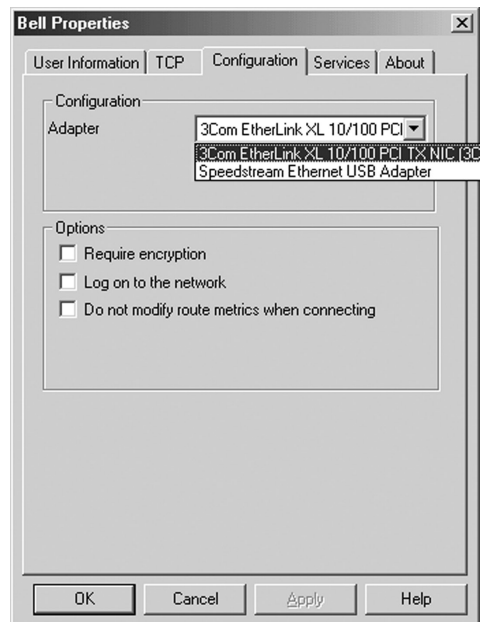 Bell Properties
User Information TCP Configuration Services About
Configuration
Adapter 3Com EtherLink XL 10/100 PCI
3Com EtherLink XL 10/100 PCI TX NIC (3C
Speedstream Ethernet USB Adapter
Options
Require encryption
Log on to the network
Do not modify route metrics when connecting
OK Cancel Apply Help